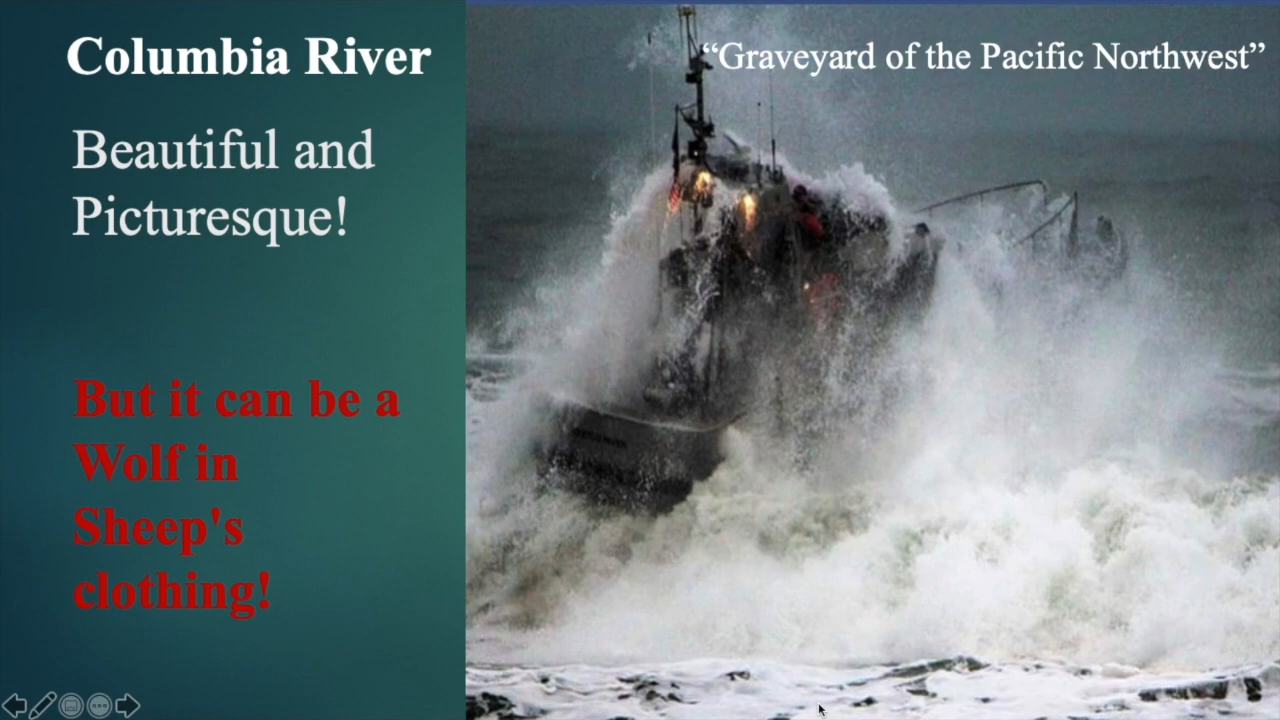 Columbia River
Beautiful and
Picturesque!
But it can be a
Wolf in
Sheep's
clothing!
“Graveyard of the Pacific Northwest”